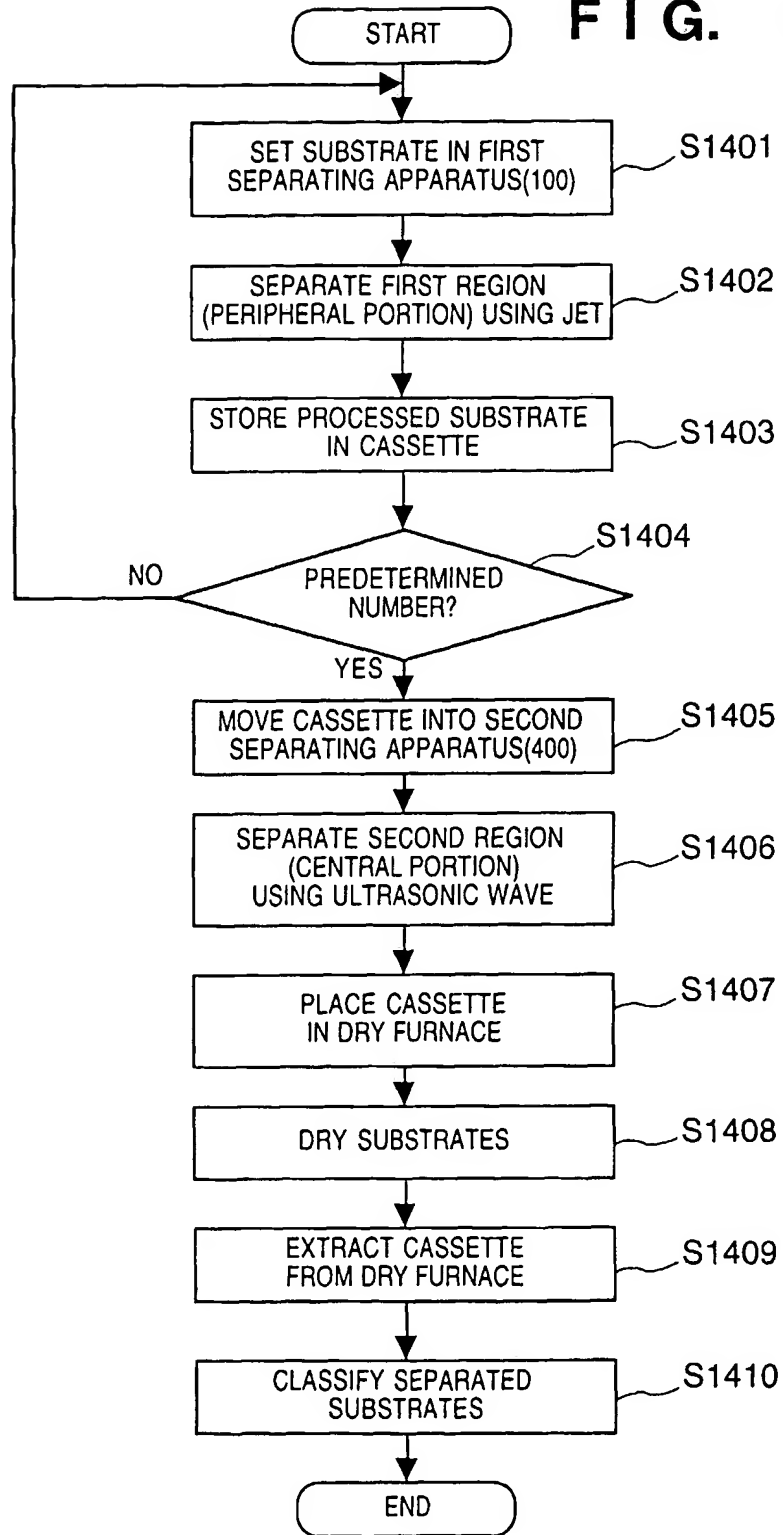 FIG.
START
SET SUBSTRATE IN FIRST
SEPARATING APPARATUS(100)
S1401
SEPARATE FIRST REGION
(PERIPHERAL PORTION) USING JET
S1402
STORE PROCESSED SUBSTRATE
IN CASSETTE
S1403
S1404
PREDETERMINED
NUMBER?
NO
YES
MOVE CASSETTE INTO SECOND
SEPARATING APPARATUS(400)
S1405
SEPARATE SECOND REGION
(CENTRAL PORTION)
USING ULTRASONIC WAVE
S1406
PLACE CASSETTE
IN DRY FURNACE
S1407
DRY SUBSTRATES
S1408
EXTRACT CASSETTE
FROM DRY FURNACE
S1409
CLASSIFY SEPARATED
SUBSTRATES
S1410
END